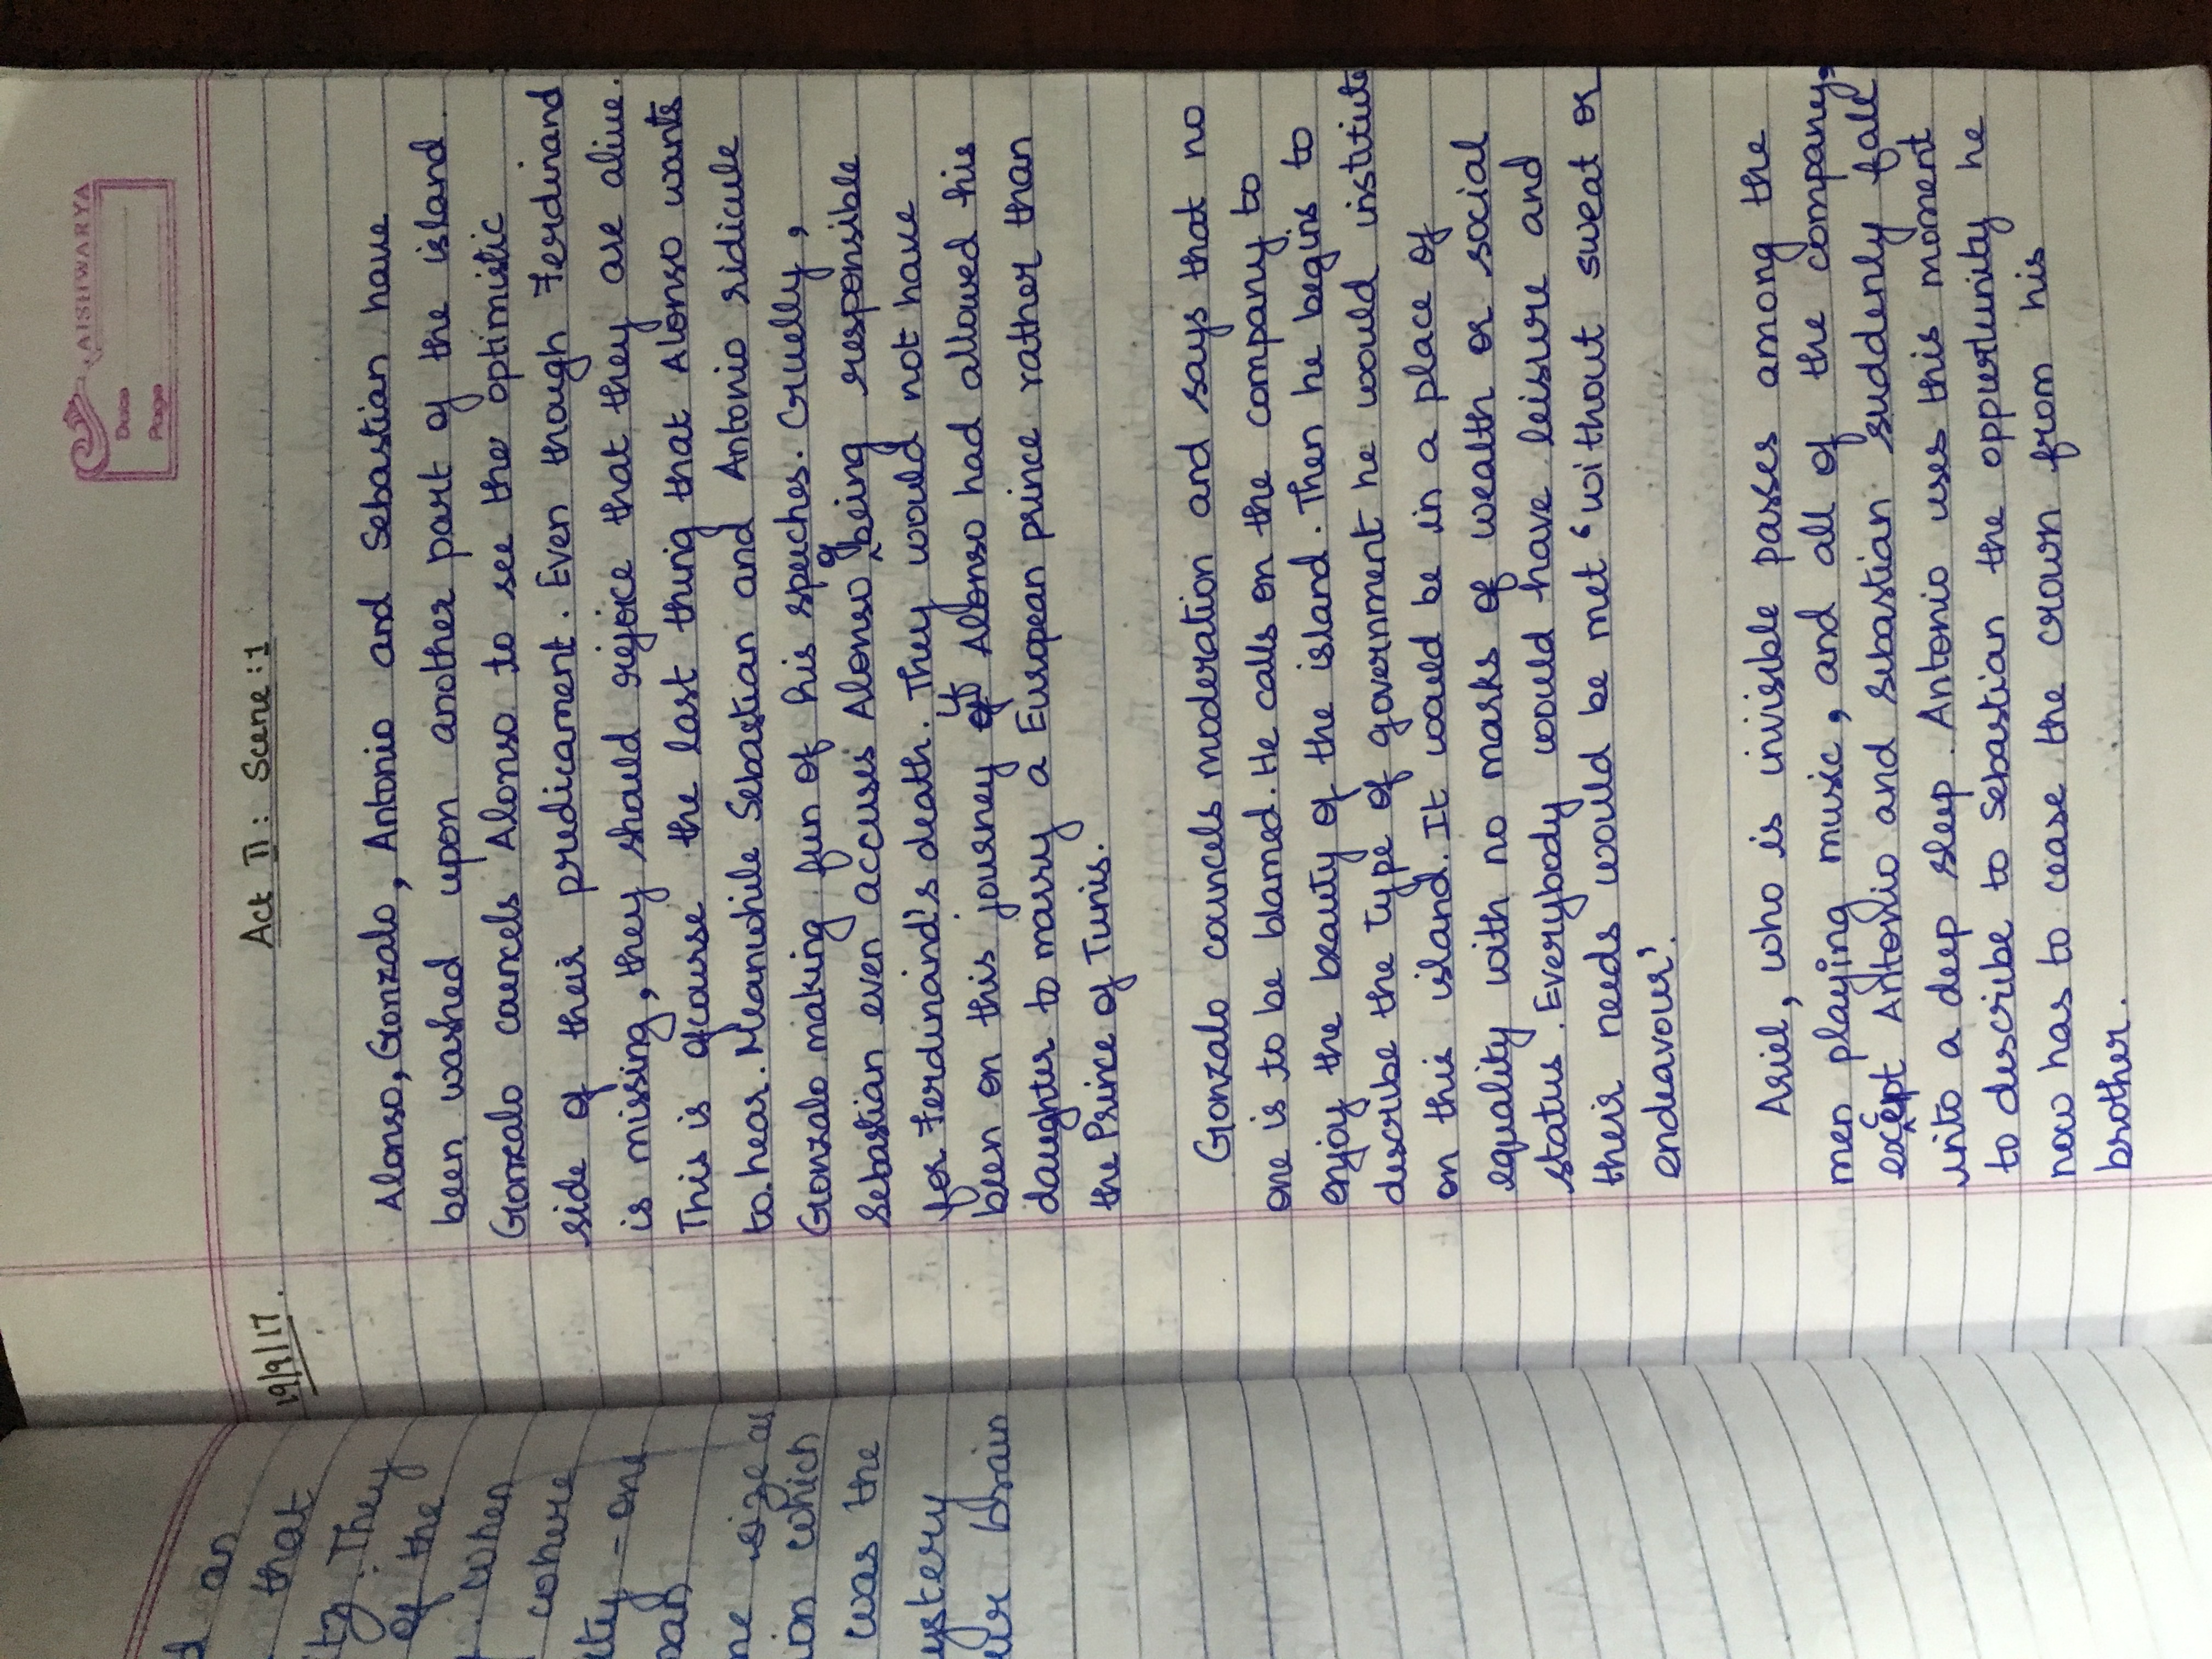 d as
that
itz. They
of the
. when
where
ity - one
man
me size as
ion which
was the
ystery
ur brain
AISHWARYA
Date
Page
19/9/17.
Act II : Scene : 1
Alonso, Gonzalo, Antonio and Sebastian have
been washed upon another part of the island.
Gonzalo councels Alonso to see the optimistic
side of their predicament. Even though Ferdinand
is missing, they should rejoice that they are alive.
This is ofcourse the last thing that Alonso wants
to hear. Meanwhile Sebastian and Antonio ridicule
Gonzalo making fun of his speeches. Cruelly,
Sebastian even accuses Alonso of being responsible
for Ferdinand's death. They would not have
been on this journey if Alonso had allowed his
daughter to marry a European prince rather than
the Prince of Tunis.
Gonzalo councels moderation and says that no
one is to be blamed. He calls on the company to
enjoy the beauty of the island. Then he begins to
describe the type of government he would institute
on this island. It would be in a place of
equality with no marks of wealth or social
status. Everybody would have leisure and
their needs would be met 'without sweat or
endeavour'.
Ariel, who is invisible passes among the
men playing music, and all of the company,
except Antonio and Sebastian suddenly fall
into a deep sleep. Antonio uses this moment
to describe to Sebastian the oppurtunity he
now has to cease the crown from his
brother.